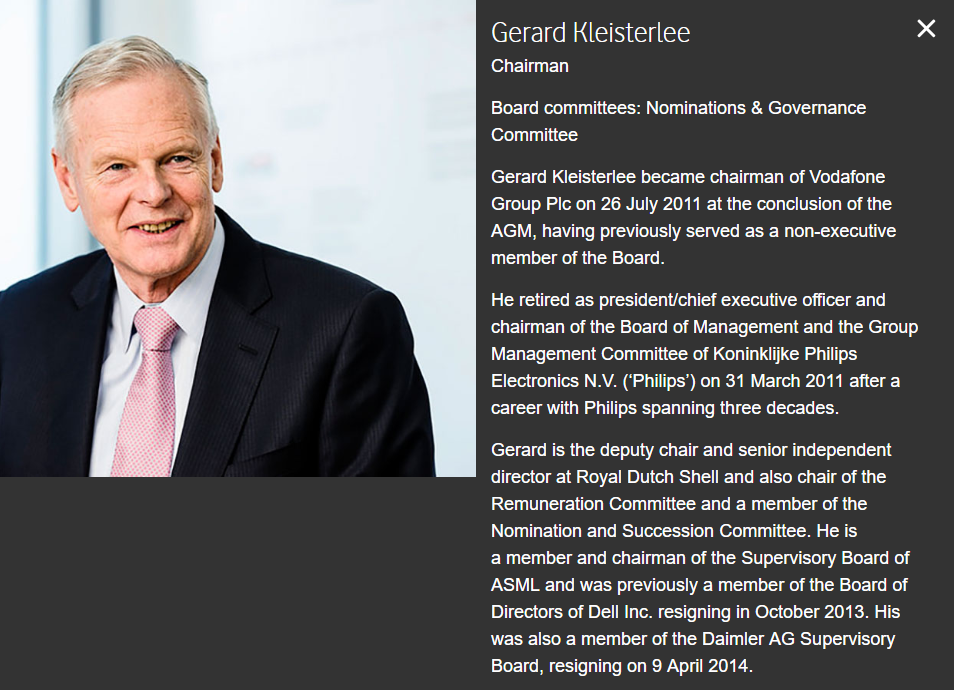 Gerard Kleisterlee
Chairman
Board committees: Nominations & Governance
Committee
Gerard Kleisterlee became chairman of Vodafone
Group Plc on 26 July 2011 at the conclusion of the
AGM, having previously served as a non-executive
member of the Board.
He retired as president/chief executive officer and
chairman of the Board of Management and the Group
Management Committee of Koninklijke Philips
Electronics N.V. (‘Philips’) on 31 March 2011 after a
career with Philips spanning three decades.
Gerard is the deputy chair and senior independent
director at Royal Dutch Shell and also chair of the
Remuneration Committee and a member of the
Nomination and Succession Committee. He is
a member and chairman of the Supervisory Board of
ASML and was previously a member of the Board of
Directors of Dell Inc. resigning in October 2013. His
was also a member of the Daimler AG Supervisory
Board, resigning on 9 April 2014.